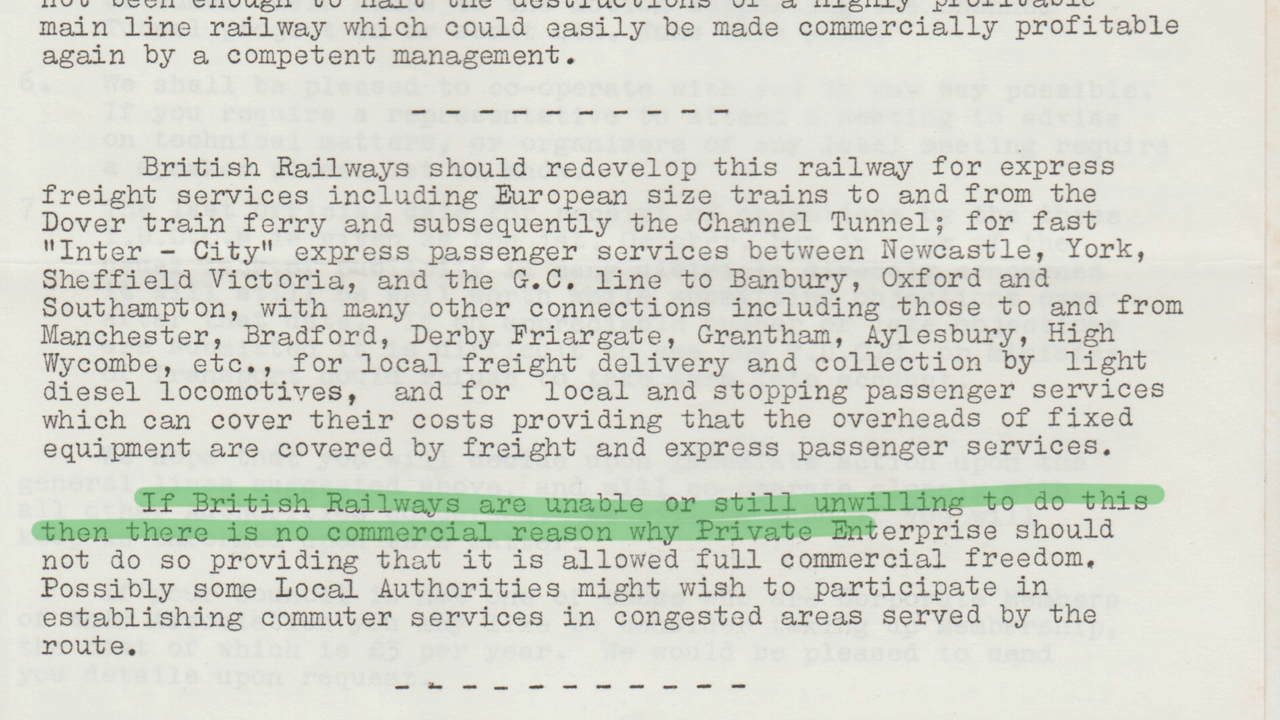 not been enough to halt the destructions of a highly profitable
main line railway which could easily be made commercially profitable
again by a competent management.
- - - - - - - - - -
British Railways should redevelop this railway for express
freight services including European size trains to and from the
Dover train ferry and subsequently the Channel Tunnel; for fast
"Inter - City" express passenger services between Newcastle, York,
Sheffield Victoria, and the G.C. line to Banbury, Oxford and
Southampton, with many other connections including those to and from
Manchester, Bradford, Derby Friargate, Grantham, Aylesbury, High
Wycombe, etc., for local freight delivery and collection by light
diesel locomotives, and for local and stopping passenger services
which can cover their costs providing that the overheads of fixed
equipment are covered by freight and express passenger services.
If British Railways are unable or still unwilling to do this
then there is no commercial reason why Private Enterprise should
not do so providing that it is allowed full commercial freedom.
Possibly some Local Authorities might wish to participate in
establishing commuter services in congested areas served by the
route.
- - - - - - - - - - -